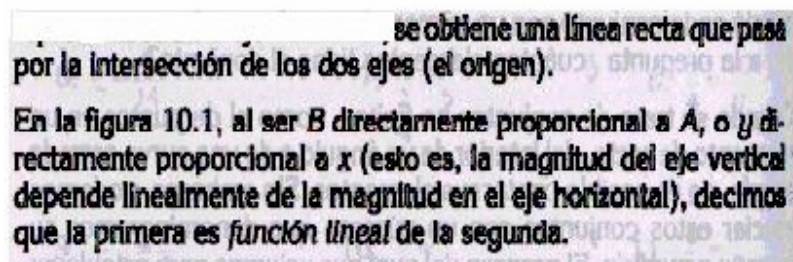 se obtiene una línea recta que pasa
por la intersección de los dos ejes (el origen).
En la figura 10.1, al ser B directamente proporcional a A, o y di-
rectamente proporcional a x (esto es, la magnitud del eje vertical
depende linealmente de la magnitud en el eje horizontal), decimos
que la primera es función lineal de la segunda.